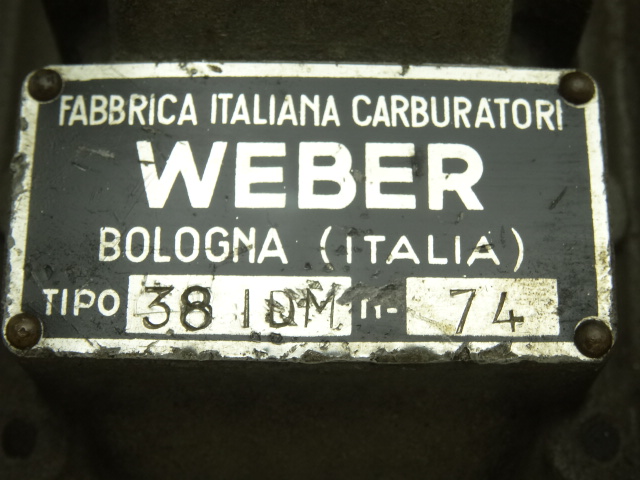 FABBRICA ITALIANA CARBURATORI
WEBER
BOLOGNA (ITALIA)
TIPO 38 IDM n- 74